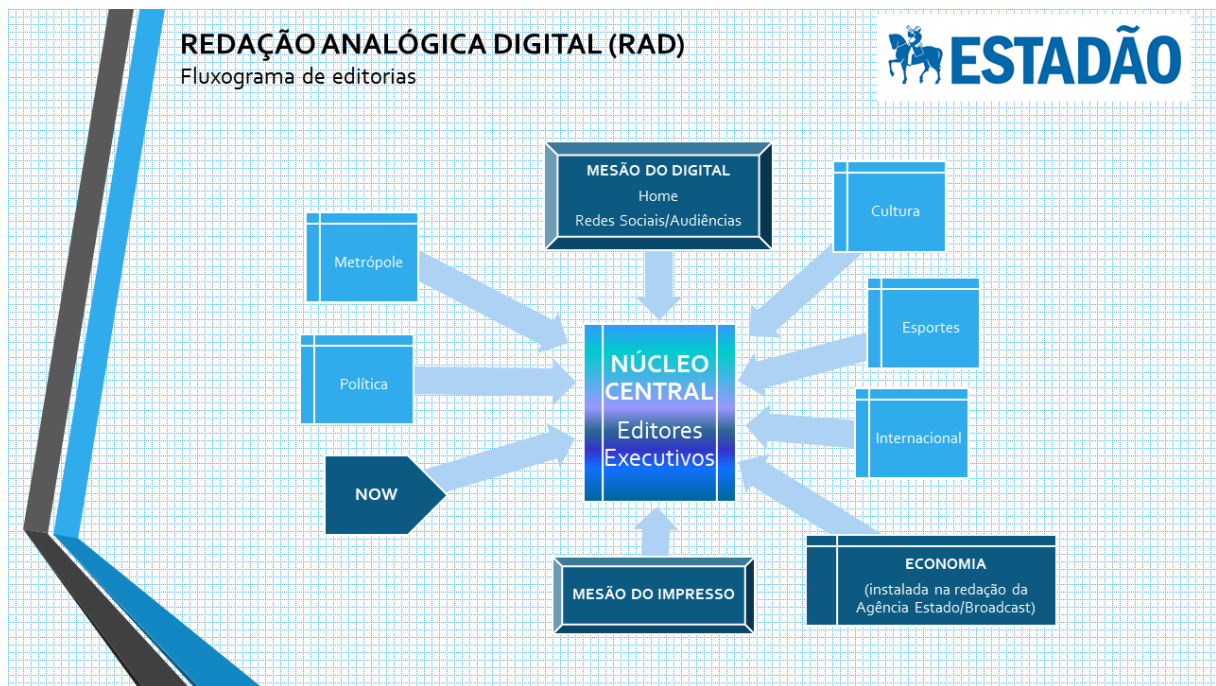 REDAÇÃO ANALÓGICA DIGITAL (RAD)
Fluxograma de editorias
ESTADÃO
MESÃO DO DIGITAL
Home
Redes Sociais/Audiências
Cultura
Metrópole
Esportes
Política
NÚCLEO
CENTRAL
Editores
Executivos
Internacional
NOW
MESÃO DO IMPRESSO
ECONOMIA
(instalada na redação da
Agência Estado/Broadcast)